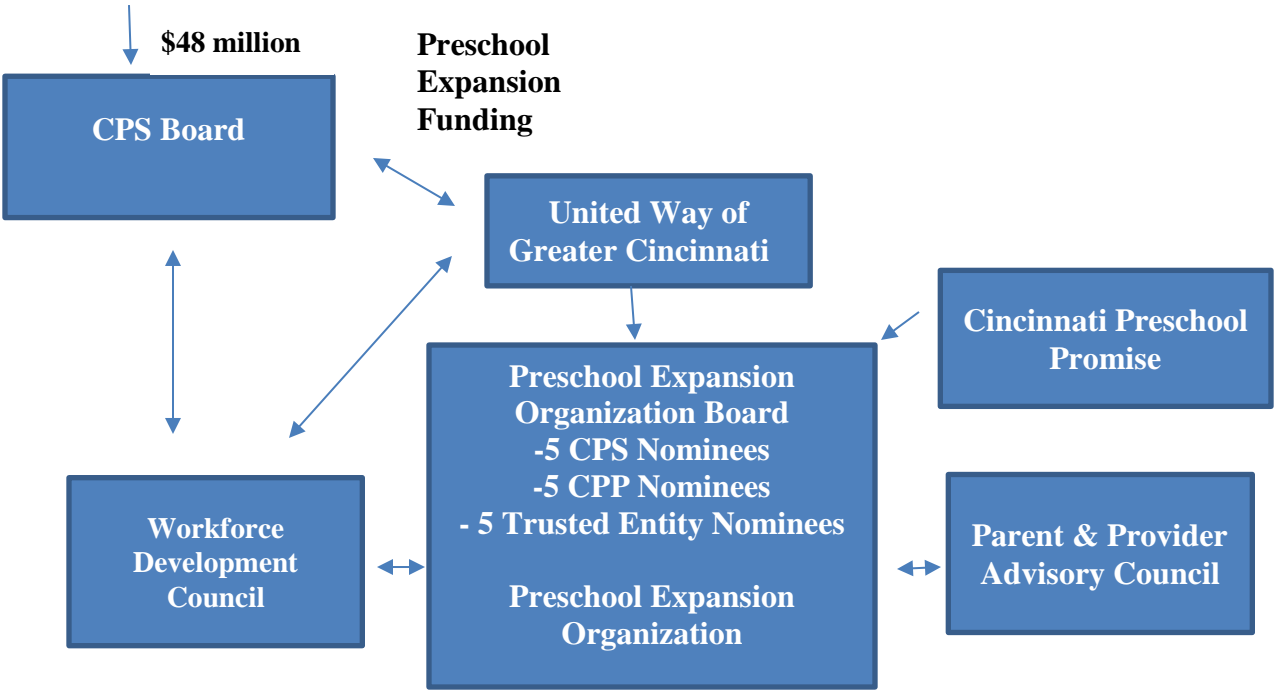 $48 million
Preschool
Expansion
Funding
CPS Board
United Way of
Greater Cincinnati
Cincinnati Preschool
Promise
Preschool Expansion
Organization Board
-5 CPS Nominees
-5 CPP Nominees
- 5 Trusted Entity Nominees
Preschool Expansion
Organization
Workforce
Development
Council
Parent & Provider
Advisory Council